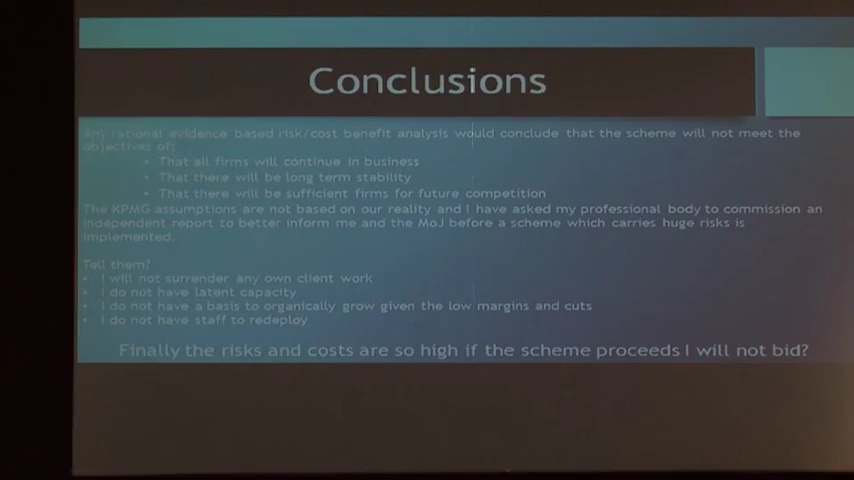 Conclusions
Any rational evidence based risk/cost benefit analysis would conclude that the scheme will not meet the
objectives of;
• That all firms will continue in business
• That there will be long term stability
• That there will be sufficient firms for future competition
The KPMG assumptions are not based on our reality and I have asked my professional body to commission an
independent report to better inform me and the MoJ before a scheme which carries huge risks is
implemented.
Tell them?
• I will not surrender any own client work
• I do not have latent capacity
• I do not have a basis to organically grow given the low margins and cuts
• I do not have staff to redeploy
Finally the risks and costs are so high if the scheme proceeds I will not bid?